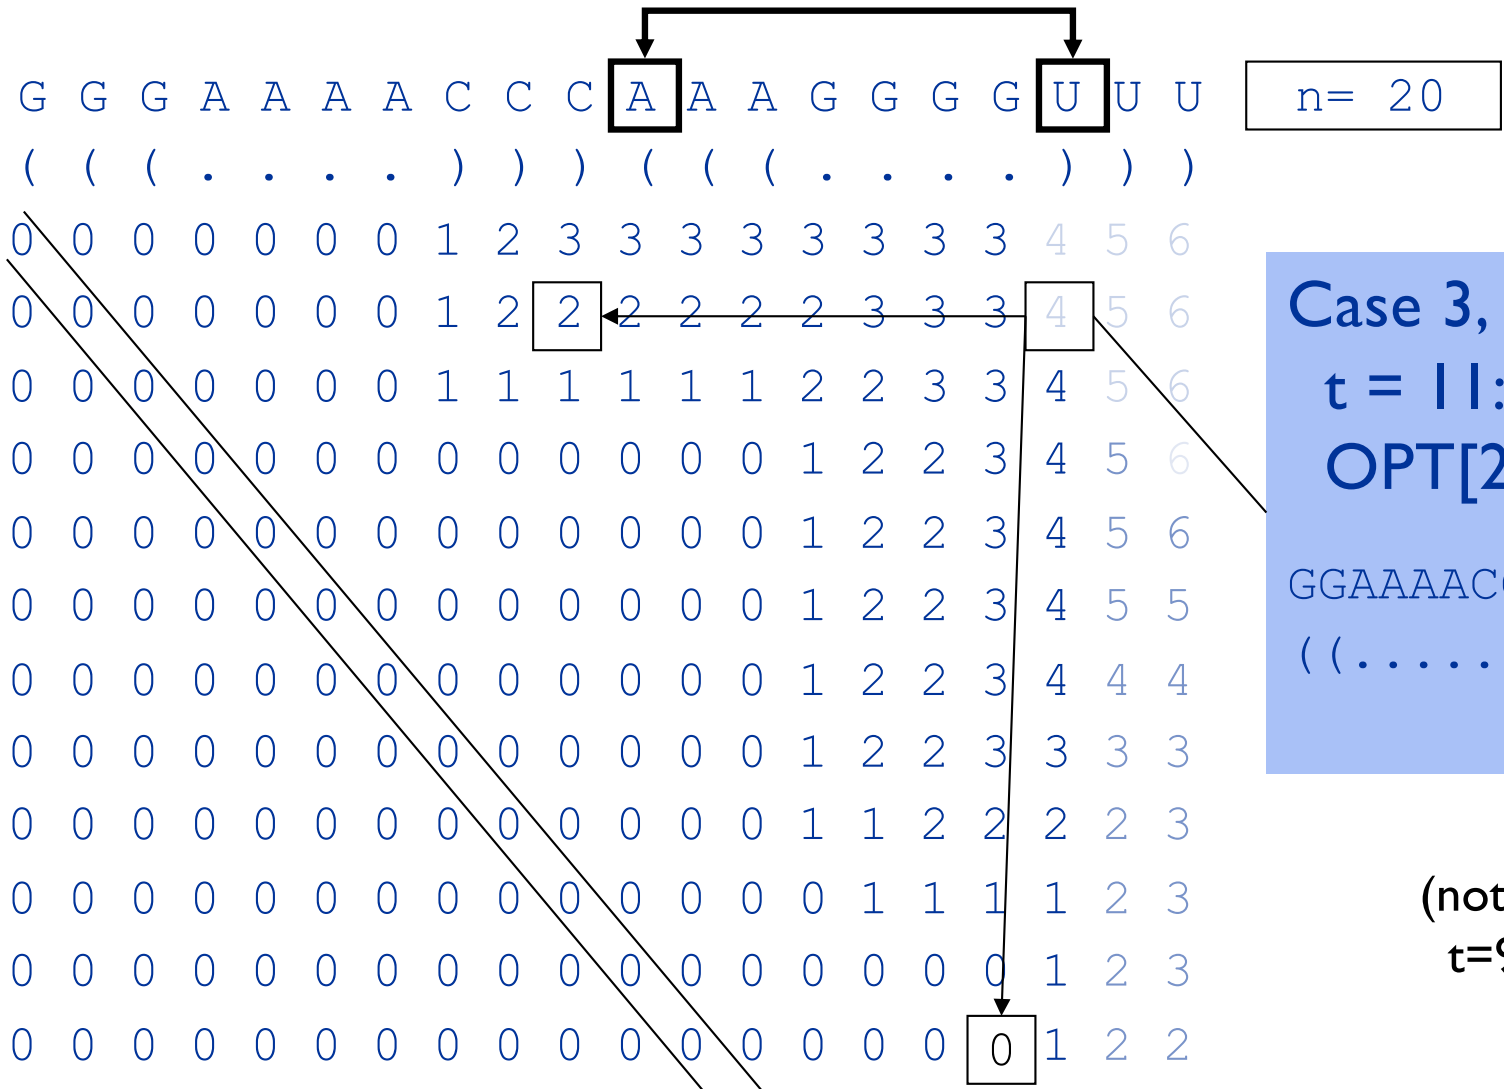 G G G A A A A C C C A A A G G G G U U U n= 20
( ( ( . . . . ) ) ) ( ( ( . . . . ) ) )
0 0 0 0 0 0 0 1 2 3 3 3 3 3 3 3 3 4 5 6
0 0 0 0 0 0 0 1 2 2 2 2 2 2 3 3 3 4 5 6
0 0 0 0 0 0 0 1 1 1 1 1 1 2 2 3 3 4 5 6
0 0 0 0 0 0 0 0 0 0 0 0 0 1 2 2 3 4 5 6
0 0 0 0 0 0 0 0 0 0 0 0 0 1 2 2 3 4 5 6
0 0 0 0 0 0 0 0 0 0 0 0 0 1 2 2 3 4 5 5
0 0 0 0 0 0 0 0 0 0 0 0 0 1 2 2 3 4 4 4
0 0 0 0 0 0 0 0 0 0 0 0 0 1 2 2 3 3 3 3
0 0 0 0 0 0 0 0 0 0 0 0 0 1 1 2 2 2 2 3
0 0 0 0 0 0 0 0 0 0 0 0 0 0 1 1 1 1 2 3
0 0 0 0 0 0 0 0 0 0 0 0 0 0 0 0 0 1 2 3
0 0 0 0 0 0 0 0 0 0 0 0 0 0 0 0 0 1 2 2
Case 3,
t = 11:
OPT[2
GGAAAAC
((.....
(not
t=9